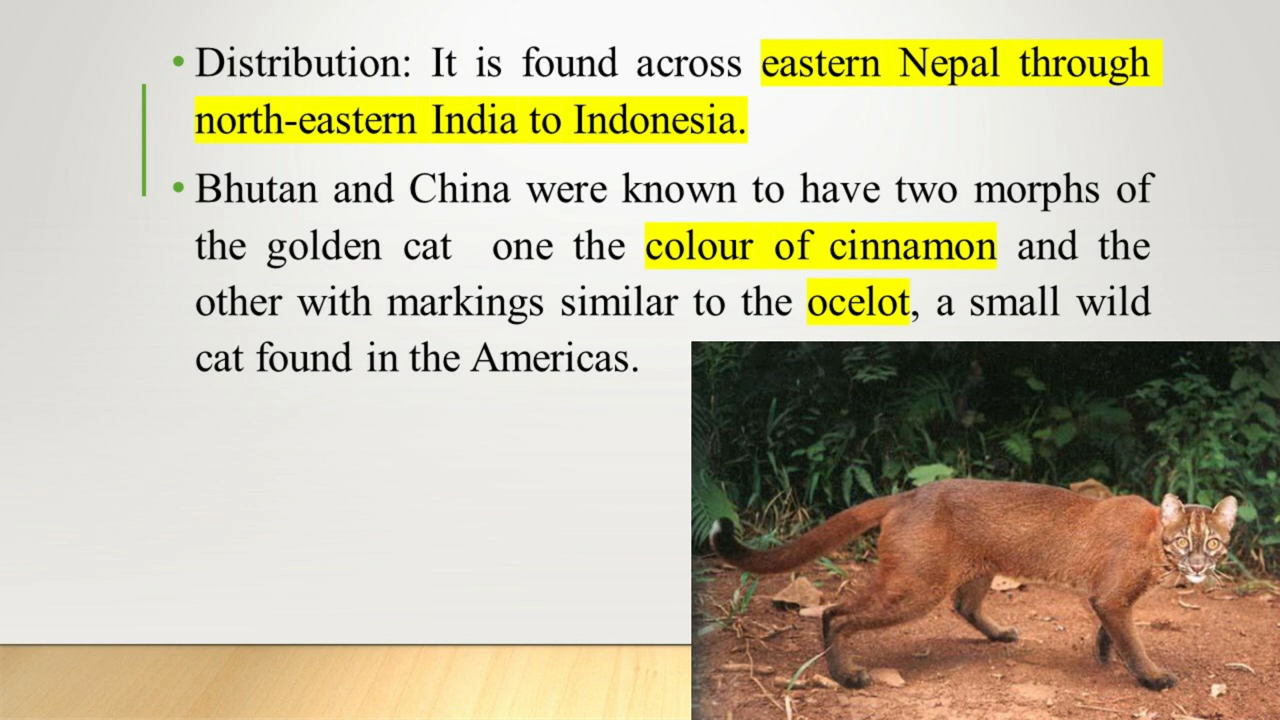 • Distribution: It is found across eastern Nepal through
north-eastern India to Indonesia.
• Bhutan and China were known to have two morphs of
the golden cat one the colour of cinnamon and the
other with markings similar to the ocelot, a small wild
cat found in the Americas.